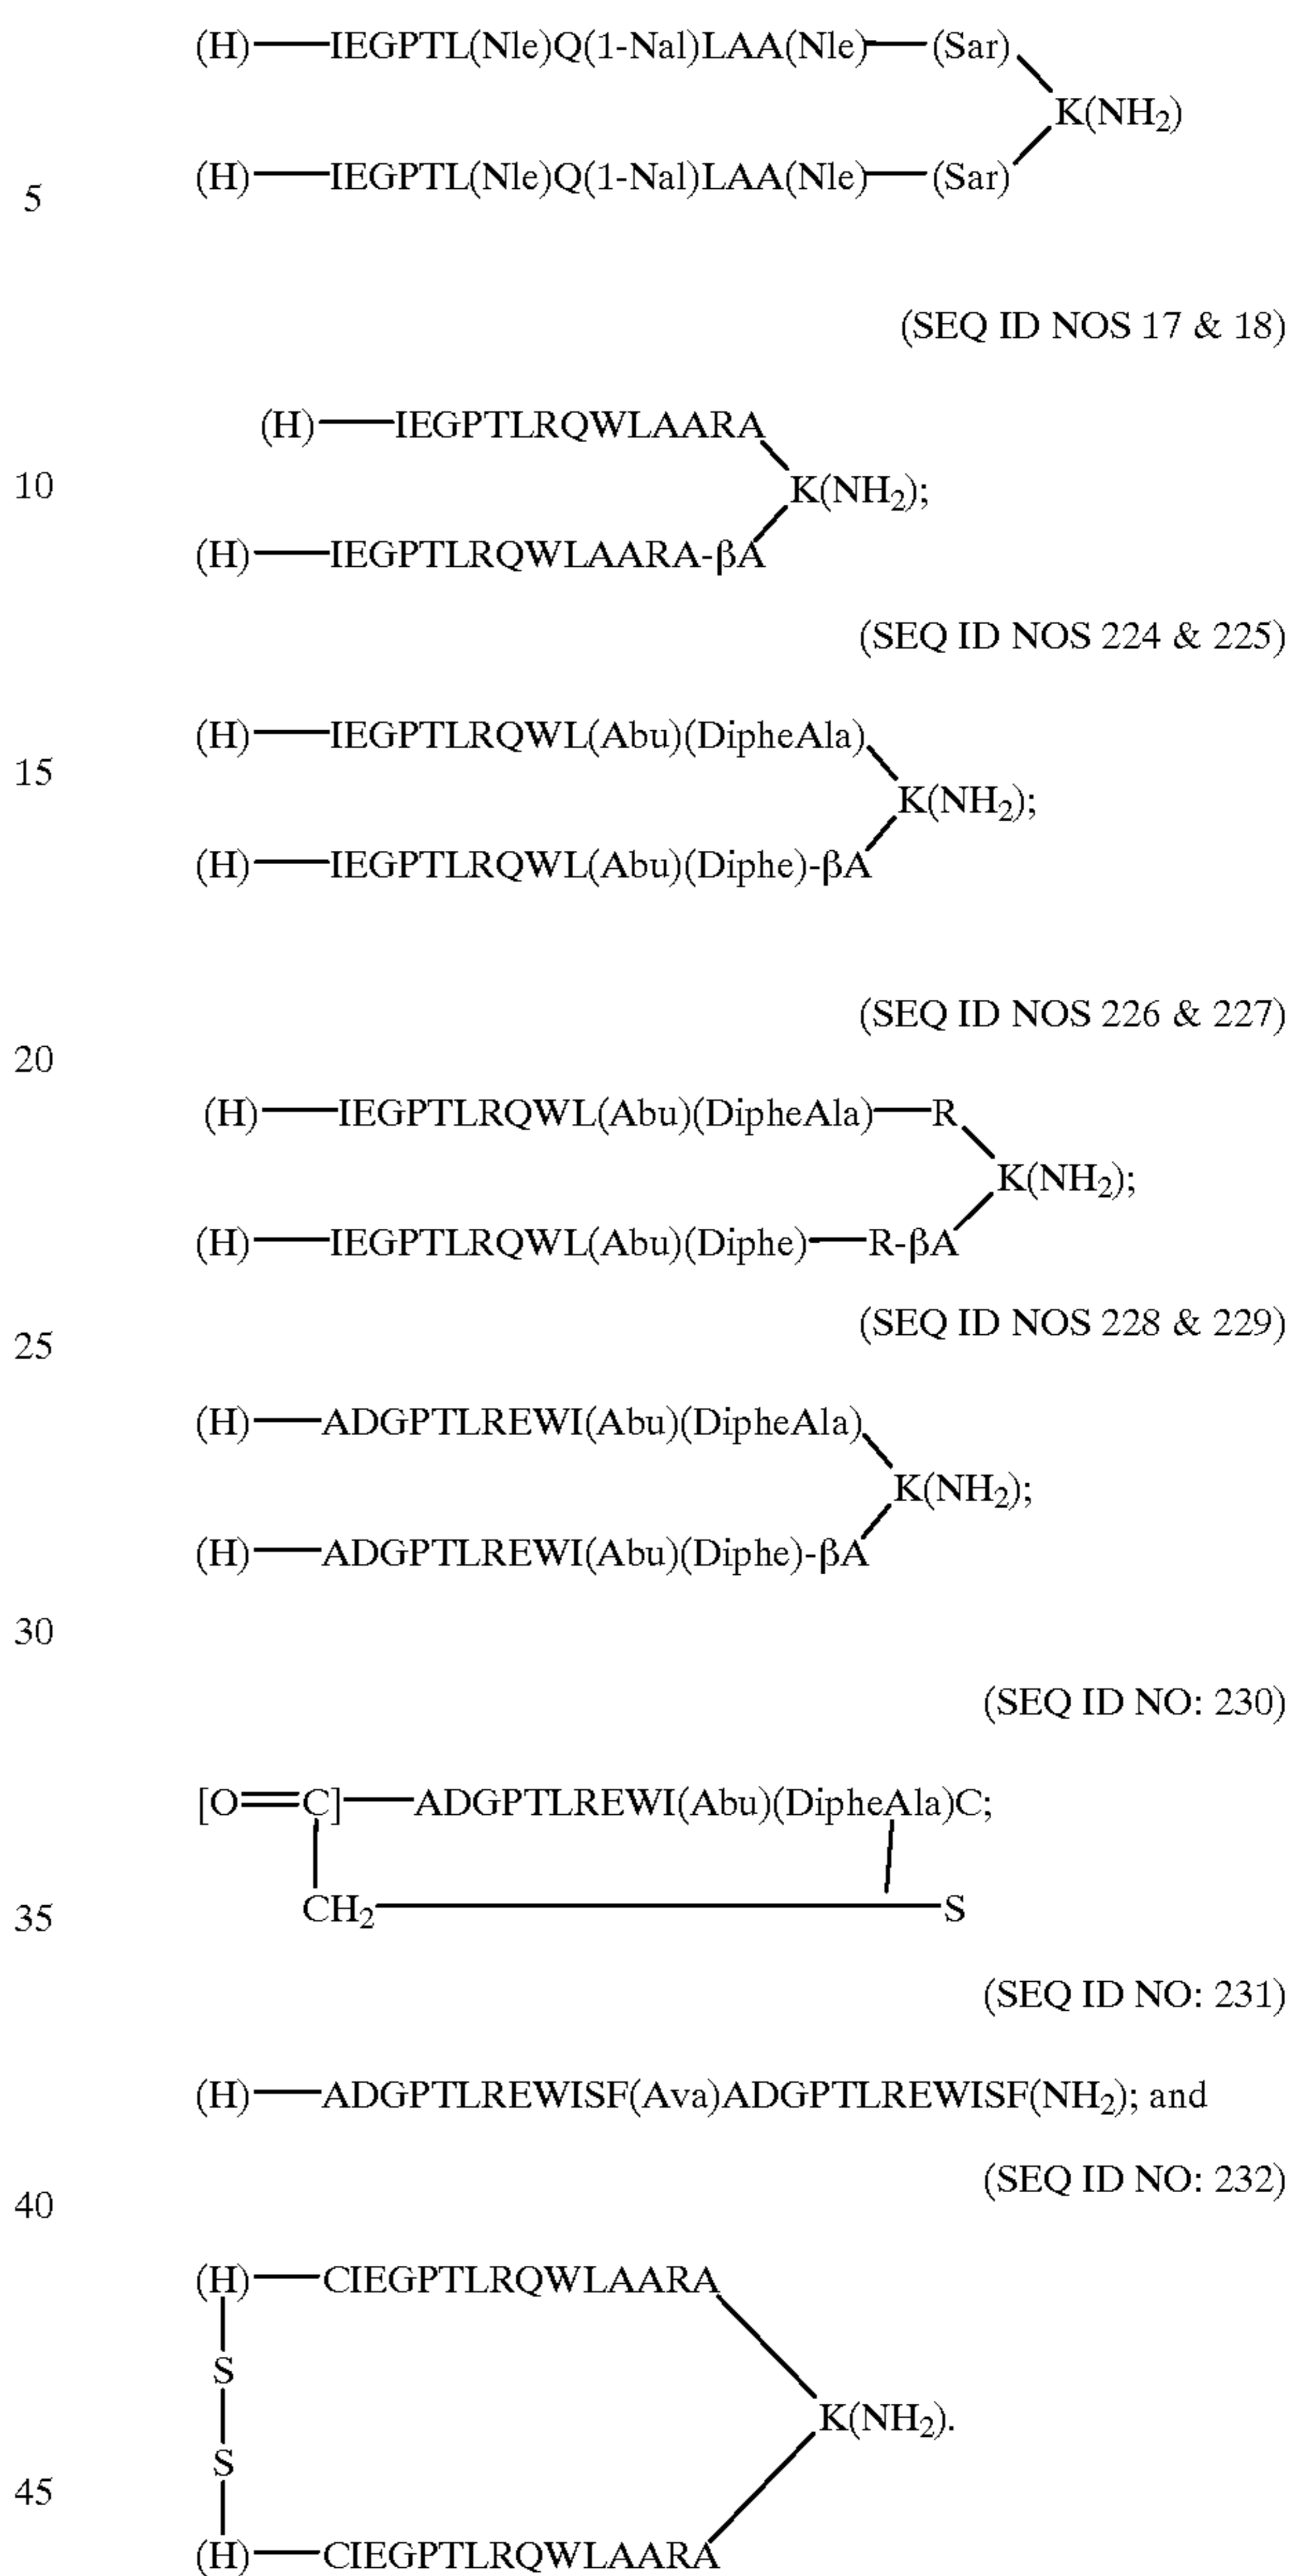 (H)—IEGPTL(Nle)Q(1-Nal)LAA(Nle)—(Sar)
K(NH2)
(H)—IEGPTL(Nle)Q(1-Nal)LAA(Nle)—(Sar)
5
(SEQ ID NOS 17 & 18)
(H)—IEGPTLRQWLAARA
10
K(NH2);
(H)—IEGPTLRQWLAARA-βA
(SEQ ID NOS 224 & 225)
(H)—IEGPTLRQWL(Abu)(DipheAla)
15
K(NH2);
(H)—IEGPTLRQWL(Abu)(Diphe)-βA
(SEQ ID NOS 226 & 227)
20
(H)—IEGPTLRQWL(Abu)(DipheAla)—R
K(NH2);
(H)—IEGPTLRQWL(Abu)(Diphe)—R-βA
(SEQ ID NOS 228 & 229)
25
(H)—ADGPTLREWI(Abu)(DipheAla)
K(NH2);
(H)—ADGPTLREWI(Abu)(Diphe)-βA
30
(SEQ ID NO: 230)
[O=C]—ADGPTLREWI(Abu)(DipheAla)C;
35
CH2—S
(SEQ ID NO: 231)
(H)—ADGPTLREWISF(Ava)ADGPTLREWISF(NH2); and
(SEQ ID NO: 232)
40
(H)—CIEGPTLRQWLAARA
S
K(NH2).
S
45
(H)—CIEGPTLRQWLAARA